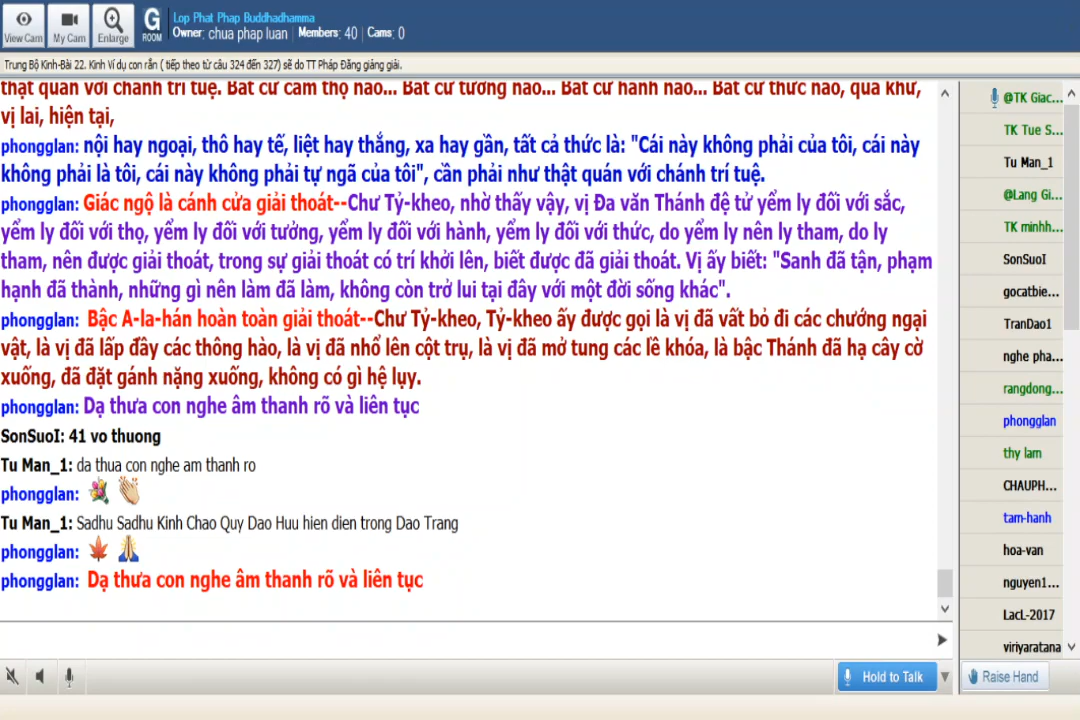 View Cam
My Cam
Enlarge
G
ROOM
Lop Phat Phap Buddhadhamma
Owner: chua phap luan | Members: 40 | Cams: 0
Trung Bộ Kinh-Bài 22. Kinh Ví dụ con rắn ( tiếp theo từ câu 324 đến 327) sẽ do TT Pháp Đăng giảng giải.
thật quán với chánh trí tuệ. Bất cứ cảm thọ nào... Bất cứ tưởng nào... Bất cứ hành nào... Bất cứ thức nào, quá khứ,
vị lai, hiện tại,
phongglan: nội hay ngoại, thô hay tế, liệt hay thắng, xa hay gần, tất cả thức là: "Cái này không phải của tôi, cái này
không phải là tôi, cái này không phải tự ngã của tôi", cần phải như thật quán với chánh trí tuệ.
phongglan: Giác ngộ là cánh cửa giải thoát--Chư Tỷ-kheo, nhờ thấy vậy, vị Đa văn Thánh đệ tử yểm ly đối với sắc,
yểm ly đối với thọ, yểm ly đối với tưởng, yểm ly đối với hành, yểm ly đối với thức, do yểm ly nên ly tham, do ly
tham, nên được giải thoát, trong sự giải thoát có trí khởi lên, biết được đã giải thoát. Vị ấy biết: "Sanh đã tận, phạm
hạnh đã thành, những gì nên làm đã làm, không còn trở lui tại đây với một đời sống khác".
phongglan: Bậc A-la-hán hoàn toàn giải thoát--Chư Tỷ-kheo, Tỷ-kheo ấy được gọi là vị đã vất bỏ đi các chướng ngại
vật, là vị đã lấp đầy các thông hào, là vị đã nhổ lên cột trụ, là vị đã mở tung các lề khóa, là bậc Thánh đã hạ cây cờ
xuống, đã đặt gánh nặng xuống, không có gì hệ lụy.
phongglan: Dạ thưa con nghe âm thanh rõ và liên tục
SonSuoI: 41 vo thuong
Tu Man_1: da thua con nghe am thanh ro
phongglan:
Tu Man_1: Sadhu Sadhu Kinh Chao Quy Dao Huu hien dien trong Dao Trang
phongglan:
phongglan: Dạ thưa con nghe âm thanh rõ và liên tục
@TK Giac...
TK Tue S...
Tu Man_1
@Lang Gi...
TK minhh...
SonSuoI
gocatbie...
TranDao1
nghe pha...
rangdong...
phongglan
thy lam
CHAUPH...
tam-hanh
hoa-van
nguyen1...
LacL-2017
viriyaratana
Hold to Talk
Raise Hand